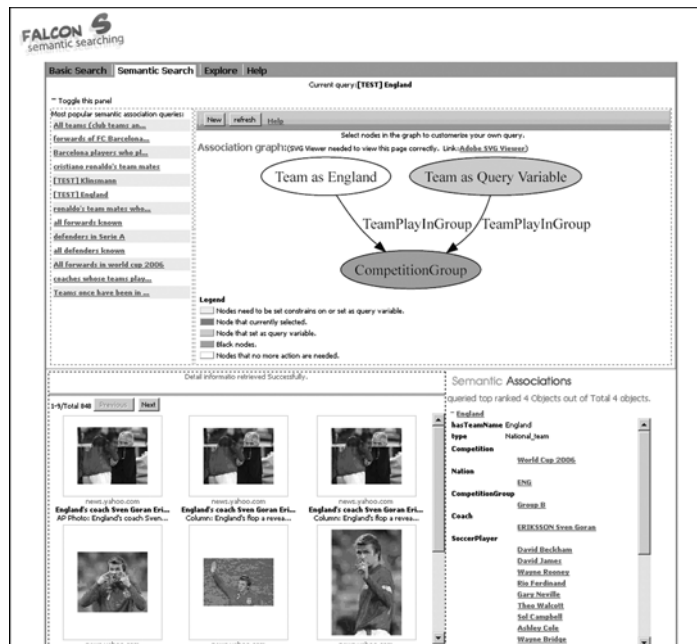 FALCON S
semantic searching
Basic Search Semantic Search Explore Help
Current query:[TEST] England
Toggle this panel
Most popular semantic association queries:
All teams (club teams an...
forwards of FC Barcelona...
Barcelona players who pl...
cristiano ronaldo's team mates
[TEST] Klinsmann
[TEST] England
ronaldo's team mates who...
all forwards known
defenders in Serie A
all defenders known
All forwards in world cup 2006
coaches whose teams play...
Teams once have been in ...
New refresh Help
Select nodes in the graph to custumerize your own query.
Association graph:(SVG Viewer needed to view this page correctly. Link:Adobe SVG Viewer)
Team as England
Team as Query Variable
TeamPlayInGroup
TeamPlayInGroup
CompetitionGroup
Legend
Nodes need to be set constrains on or set as query variable.
Node that currently selected.
Node that set as query variable.
Black nodes.
Nodes that no more action are needed.
Detail informatio retrieved Successfully.
1-9/Total 848 Previous Next
news.yahoo.com
England's coach Sven Goran Eri...
AP Photo: England's coach Sven...
news.yahoo.com
England's coach Sven Goran Eri...
Column: England's flop a revea...
news.yahoo.com
England's coach Sven Goran Eri...
Column: England's flop a revea...
news.yahoo.com
news.yahoo.com
news.yahoo.com
Semantic Associations
queried top ranked 4 Objects out of Total 4 objects.
England
hasTeamName England
type National_team
Competition
World Cup 2006
Nation
ENG
CompetitionGroup
Group B
Coach
ERIKSSON Sven Goran
SoccerPlayer
David Beckham
David James
Wayne Rooney
Rio Ferdinand
Gary Neville
Theo Walcott
Sol Campbell
Ashley Cole
Wayne Bridge